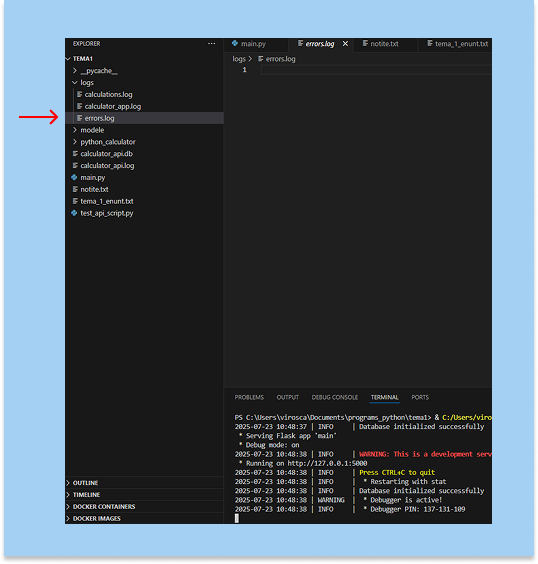 EXPLORER
TEMA1
__pycache__
logs
calculations.log
calculator_app.log
errors.log
modele
python_calculator
calculator_api.db
calculator_api.log
main.py
notite.txt
tema_1_enunt.txt
test_api_script.py
OUTLINE
TIMELINE
DOCKER CONTAINERS
DOCKER IMAGES
main.py errors.log notite.txt tema_1_enunt.txt
logs > errors.log
1
PROBLEMS OUTPUT DEBUG CONSOLE TERMINAL PORTS
PS C:\Users\virosca\Documents\programs_python\tema1> & C:/Users/viro
2025-07-23 10:48:37 | INFO | Database initialized successfully
* Serving Flask app 'main'
* Debug mode: on
2025-07-23 10:48:38 | INFO | WARNING: This is a development serv
* Running on http://127.0.0.1:5000
2025-07-23 10:48:38 | INFO | Press CTRL+C to quit
2025-07-23 10:48:38 | INFO | * Restarting with stat
2025-07-23 10:48:38 | INFO | Database initialized successfully
2025-07-23 10:48:38 | WARNING | * Debugger is active!
2025-07-23 10:48:38 | INFO | * Debugger PIN: 137-131-109